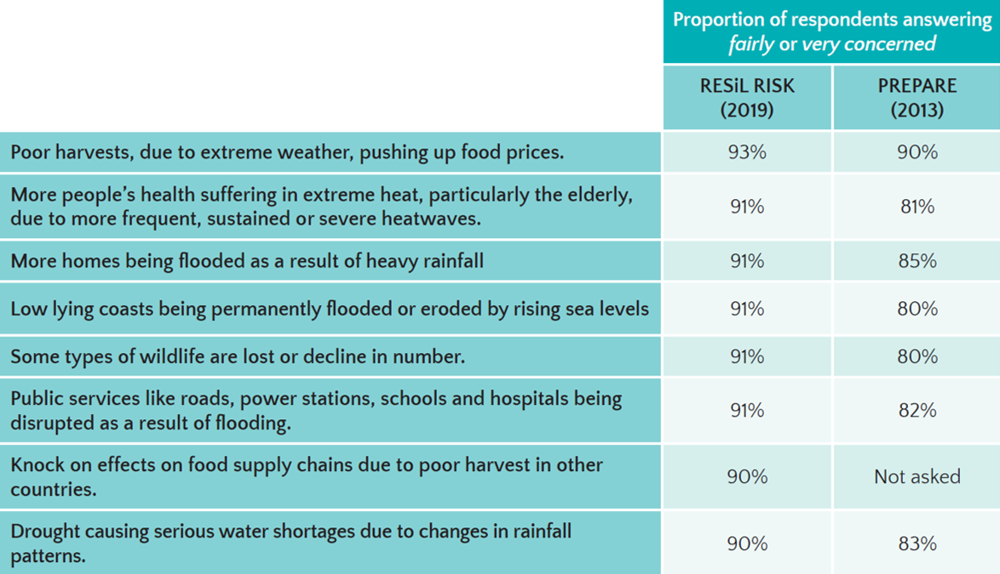 Proportion of respondents answering
fairly or very concerned
RESiL RISK
(2019)
PREPARE
(2013)
Poor harvests, due to extreme weather, pushing up food prices.
93%
90%
More people’s health suffering in extreme heat, particularly the elderly,
due to more frequent, sustained or severe heatwaves.
91%
81%
More homes being flooded as a result of heavy rainfall
91%
85%
Low lying coasts being permanently flooded or eroded by rising sea levels
91%
80%
Some types of wildlife are lost or decline in number.
91%
80%
Public services like roads, power stations, schools and hospitals being
disrupted as a result of flooding.
91%
82%
Knock on effects on food supply chains due to poor harvest in other
countries.
90%
Not asked
Drought causing serious water shortages due to changes in rainfall
patterns.
90%
83%